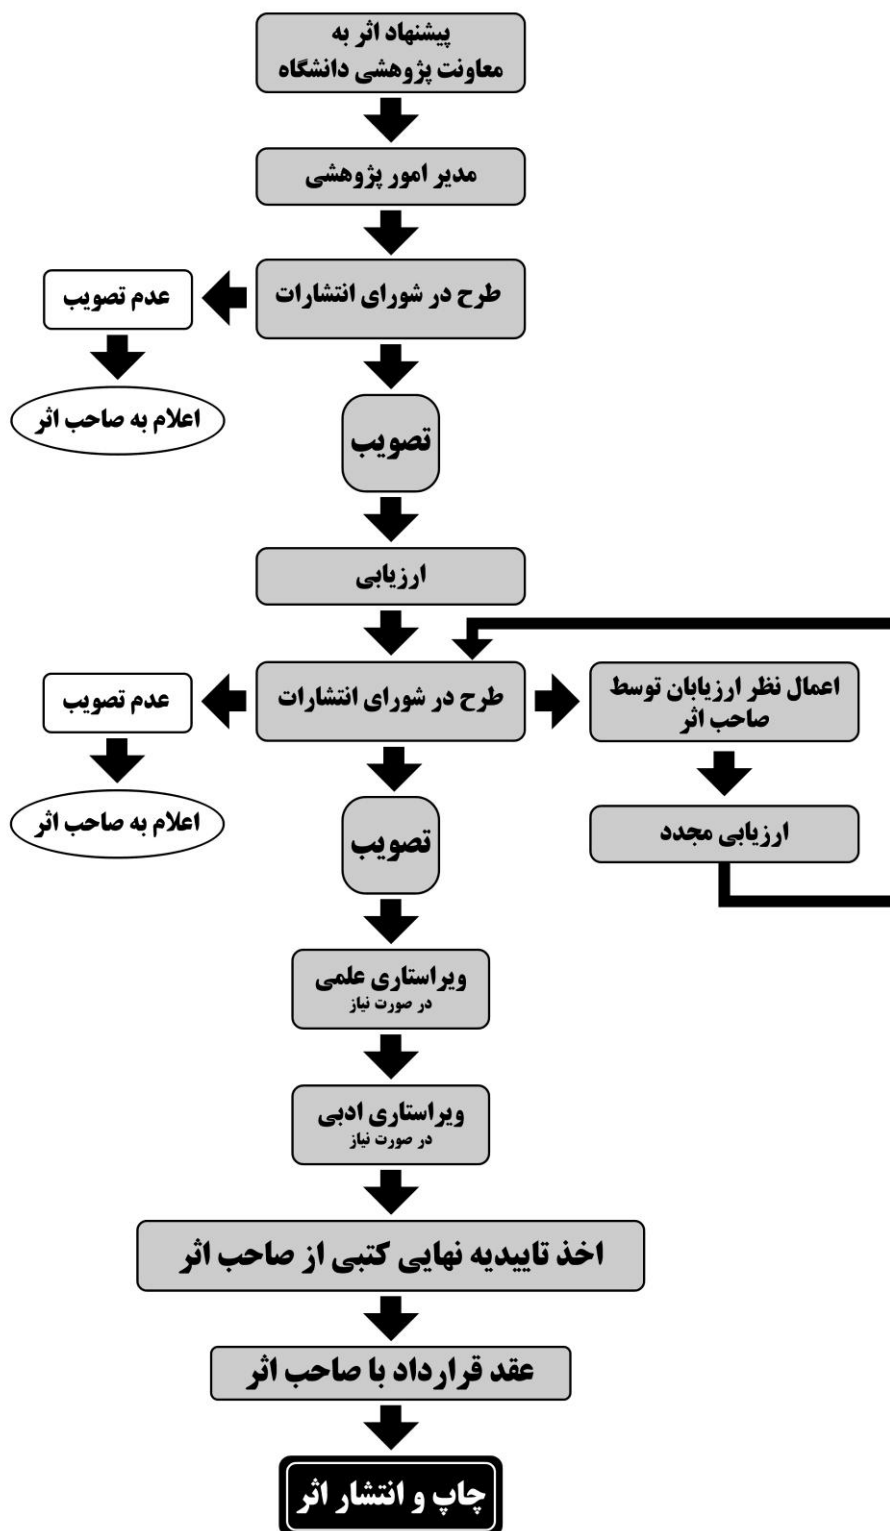 پیشنهاد اثر به
معاونت پژوهشی دانشگاه
مدیر امور پژوهشی
طرح در شورای انتشارات
عدم تصویب
اعلام به صاحب اثر
تصویب
ارزیابی
طرح در شورای انتشارات
اعمال نظر ارزیابان توسط
صاحب اثر
عدم تصویب
اعلام به صاحب اثر
تصویب
ارزیابی مجدد
ویراستاری علمی
در صورت نیاز
ویراستاری ادبی
در صورت نیاز
اخذ تاییدیه نهایی کتبی از صاحب اثر
عقد قرارداد با صاحب اثر
چاپ و انتشار اثر